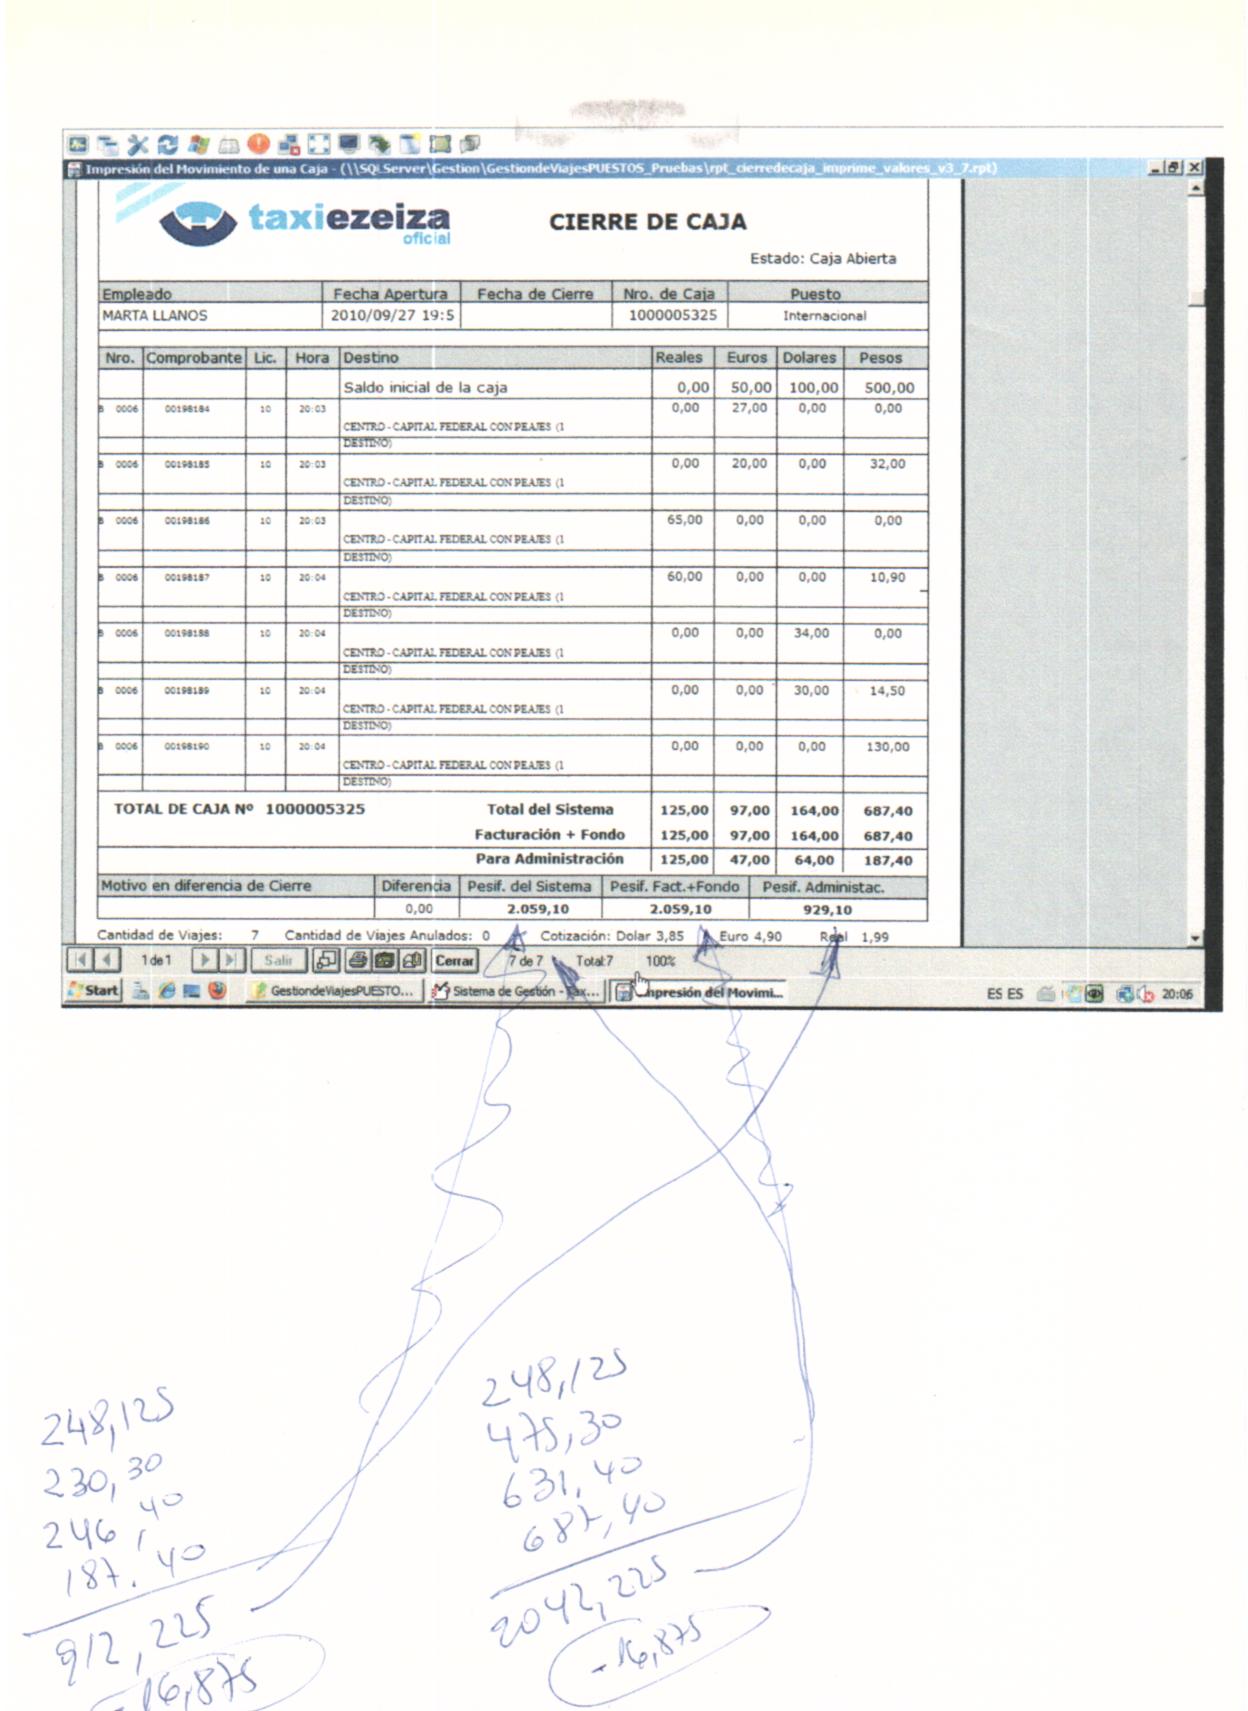 Impresión del Movimiento de una Caja - (\\SQLServer\Gestion\GestiondeViajesPUESTOS_Pruebas\rpt_cierredecaja_imprime_valores_v3_7.rpt)
taxiezeiza
oficial
CIERRE DE CAJA
Estado: Caja Abierta
Empleado Fecha Apertura Fecha de Cierre Nro. de Caja Puesto
MARTA LLANOS 2010/09/27 19:5 1000005325 Internacional
Nro. Comprobante Lic. Hora Destino Reales Euros Dolares Pesos
Saldo inicial de la caja 0,00 50,00 100,00 500,00
B 0006 00198184 10 20:03 0,00 27,00 0,00 0,00
CENTRO - CAPITAL FEDERAL CON PEAJES (1
DESTINO)
B 0006 00198185 10 20:03 0,00 20,00 0,00 32,00
CENTRO - CAPITAL FEDERAL CON PEAJES (1
DESTINO)
B 0006 00198186 10 20:03 65,00 0,00 0,00 0,00
CENTRO - CAPITAL FEDERAL CON PEAJES (1
DESTINO)
B 0006 00198187 10 20:04 60,00 0,00 0,00 10,90
CENTRO - CAPITAL FEDERAL CON PEAJES (1
DESTINO)
B 0006 00198188 10 20:04 0,00 0,00 34,00 0,00
CENTRO - CAPITAL FEDERAL CON PEAJES (1
DESTINO)
B 0006 00198189 10 20:04 0,00 0,00 30,00 14,50
CENTRO - CAPITAL FEDERAL CON PEAJES (1
DESTINO)
B 0006 00198190 10 20:04 0,00 0,00 0,00 130,00
CENTRO - CAPITAL FEDERAL CON PEAJES (1
DESTINO)
TOTAL DE CAJA Nº 1000005325 Total del Sistema 125,00 97,00 164,00 687,40
Facturación + Fondo 125,00 97,00 164,00 687,40
Para Administración 125,00 47,00 64,00 187,40
Motivo en diferencia de Cierre Diferencia Pesif. del Sistema Pesif. Fact.+Fondo Pesif. Administac.
0,00 2.059,10 2.059,10 929,10
Cantidad de Viajes: 7 Cantidad de Viajes Anulados: 0 Cotización: Dolar 3,85 Euro 4,90 Real 1,99
1 de 1 Salir Cerrar 7 de 7 Total:7 100%
Start GestiondeViajesPUESTO... Sistema de Gestión - Tax... Impresión del Movimi... ES ES 20:06
248,125
230,30
246,40
187.40
912,225
-16,875
248,125
475,30
631,40
687,40
2042,225
-16,875